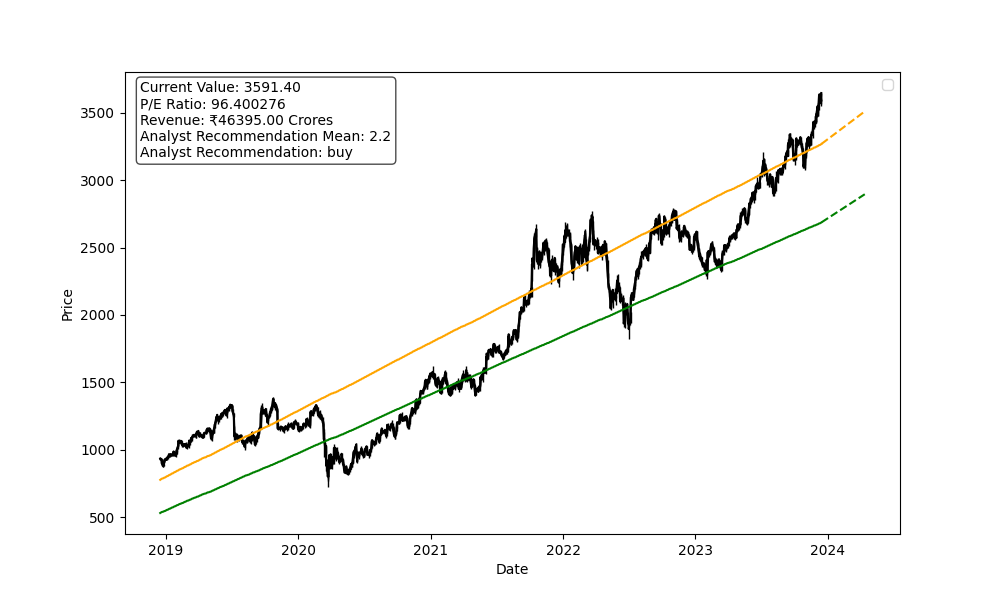 Current Value: 3591.40
P/E Ratio: 96.400276
Revenue: ₹46395.00 Crores
Analyst Recommendation Mean: 2.2
Analyst Recommendation: buy
3500
3000
2500
2000
1500
1000
500
Price
2019 2020 2021 2022 2023 2024
Date